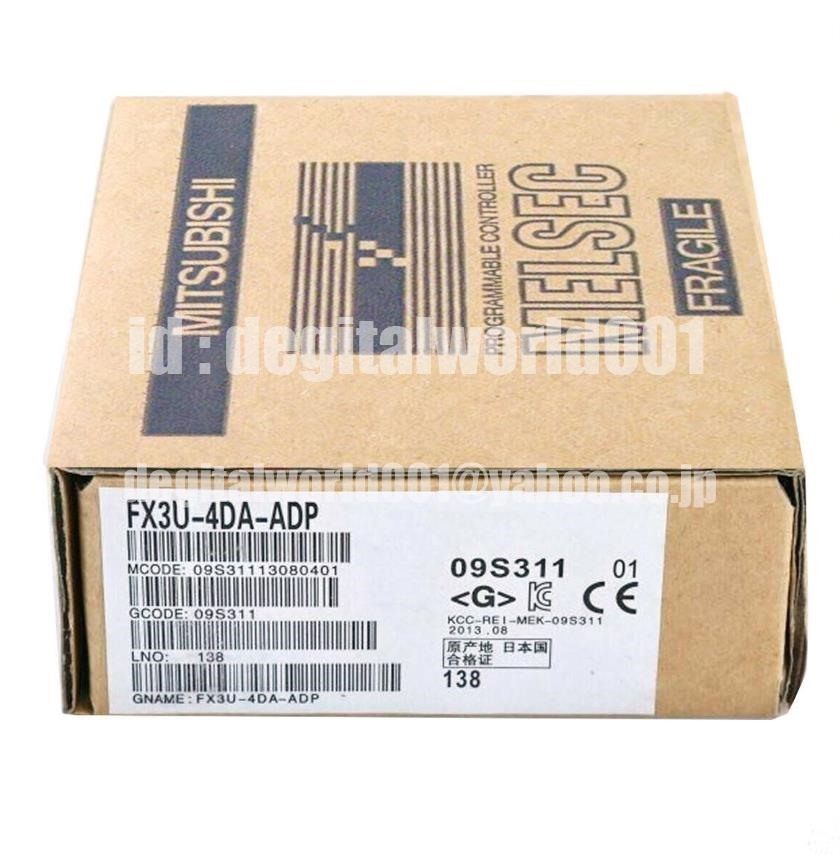 MITSUBISHI
PROGRAMMABLE CONTROLLER
MELSEC
FRAGILE
id : degitalworld001
degitalworld001@yahoo.co.jp
FX3U-4DA-ADP
MCODE: 09S31113080401
GCODE: 09S311
LNO: 138
GNAME: FX3U-4DA-ADP
09S311 01
<G> CE
KCC-REI-MEK-09S311
2013.08
原产地 日本国
合格证
138